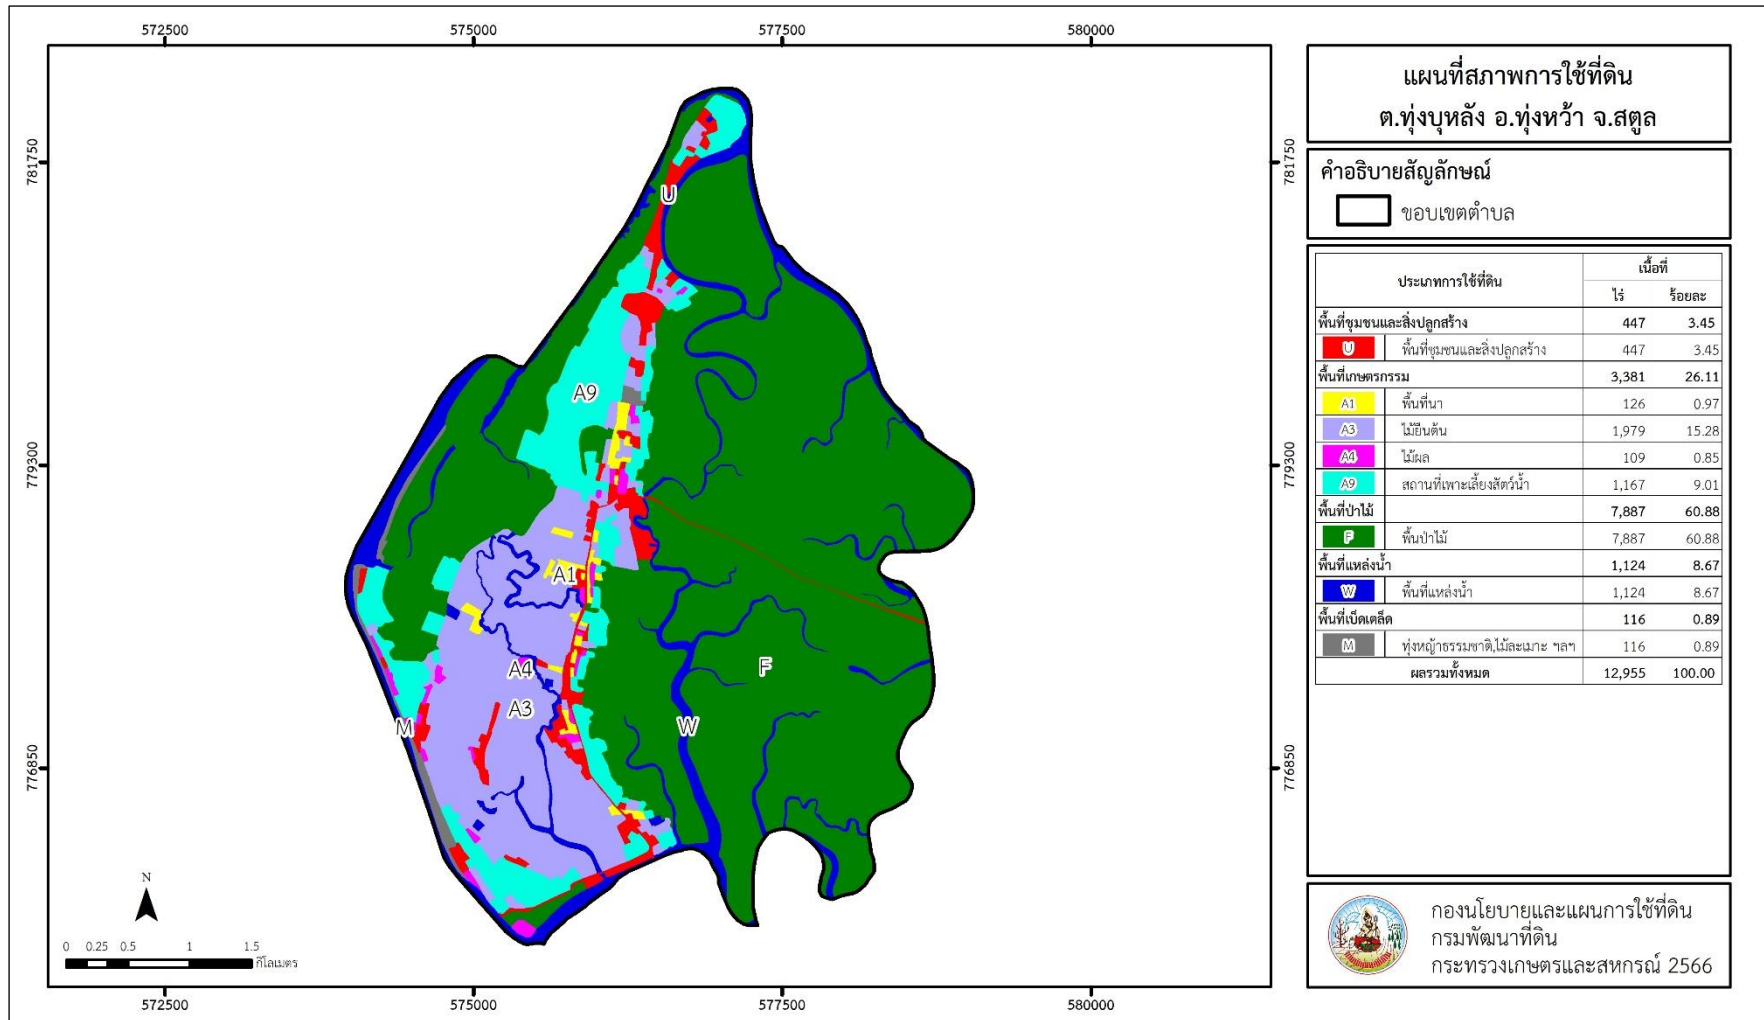 572500 575000 577500 580000
แผนที่สภาพการใช้ที่ดิน
ต.ทุ่งบุหลัง อ.ทุ่งหว้า จ.สตูล
คำอธิบายสัญลักษณ์
ขอบเขตตำบล
ประเภทการใช้ที่ดิน เนื้อที่
ไร่ ร้อยละ
พื้นที่ชุมชนและสิ่งปลูกสร้าง 447 3.45
U พื้นที่ชุมชนและสิ่งปลูกสร้าง 447 3.45
พื้นที่เกษตรกรรม 3,381 26.11
A1 พื้นที่นา 126 0.97
A3 ไม้ยืนต้น 1,979 15.28
A4 ไม้ผล 109 0.85
A9 สถานที่เพาะเลี้ยงสัตว์น้ำ 1,167 9.01
พื้นที่ป่าไม้ 7,887 60.88
F พื้นป่าไม้ 7,887 60.88
พื้นที่แหล่งน้ำ 1,124 8.67
W พื้นที่แหล่งน้ำ 1,124 8.67
พื้นที่เบ็ดเตล็ด 116 0.89
M ทุ่งหญ้าธรรมชาติ,ไม้ละเมาะ ฯลฯ 116 0.89
ผลรวมทั้งหมด 12,955 100.00
กองนโยบายและแผนการใช้ที่ดิน
กรมพัฒนาที่ดิน
กระทรวงเกษตรและสหกรณ์ 2566
781750 781750
U
A9
779300 779300
A1
A4
F
A3
M
W
776850 776850
N
0 0.25 0.5 1 1.5
กิโลเมตร
572500 575000 577500 580000